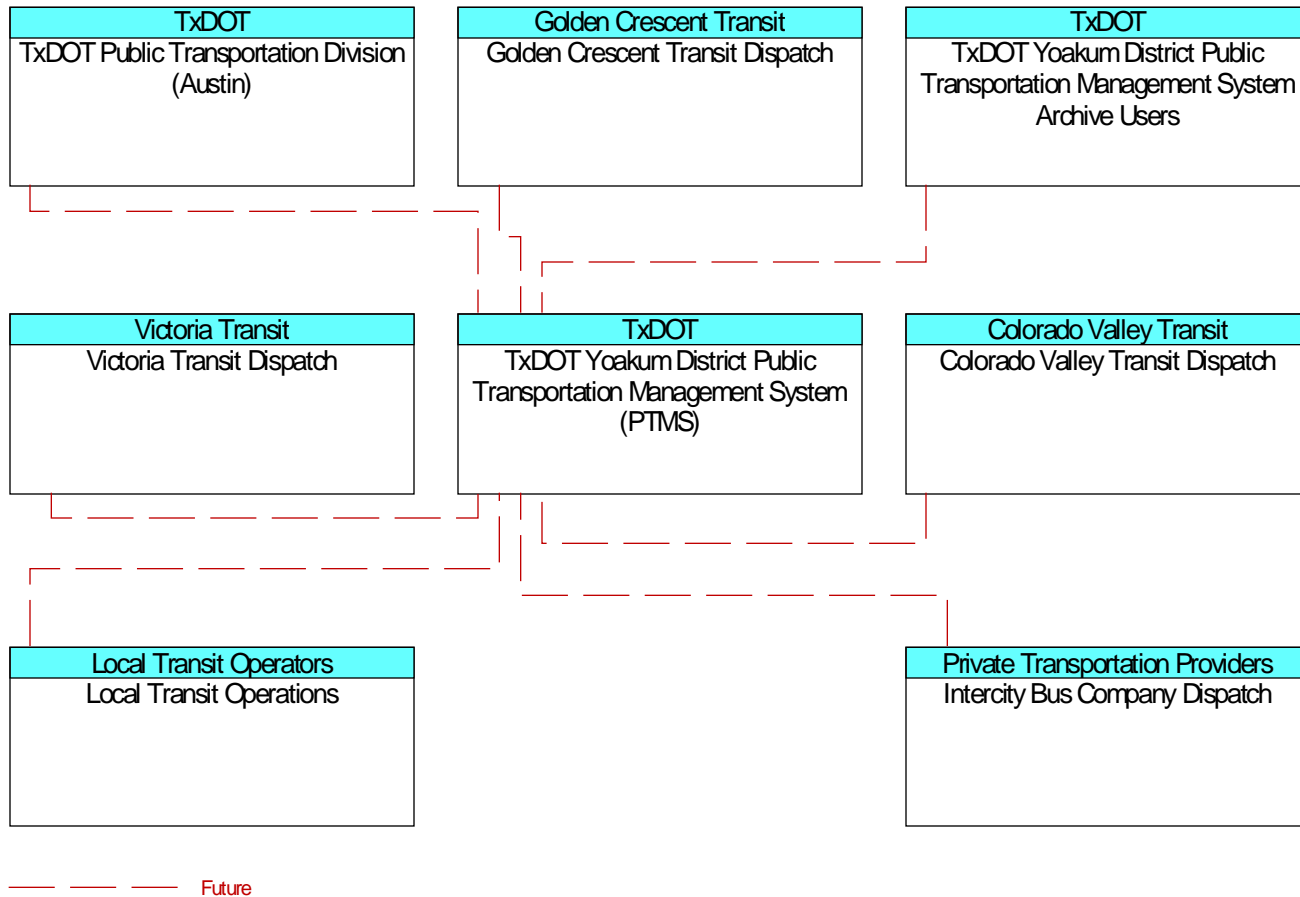 TxDOT
TxDOT Public Transportation Division
(Austin)
Golden Crescent Transit
Golden Crescent Transit Dispatch
TxDOT
TxDOT Yoakum District Public
Transportation Management System
Archive Users
Victoria Transit
Victoria Transit Dispatch
TxDOT
TxDOT Yoakum District Public
Transportation Management System
(PTMS)
Colorado Valley Transit
Colorado Valley Transit Dispatch
Local Transit Operators
Local Transit Operations
Private Transportation Providers
Intercity Bus Company Dispatch
Future